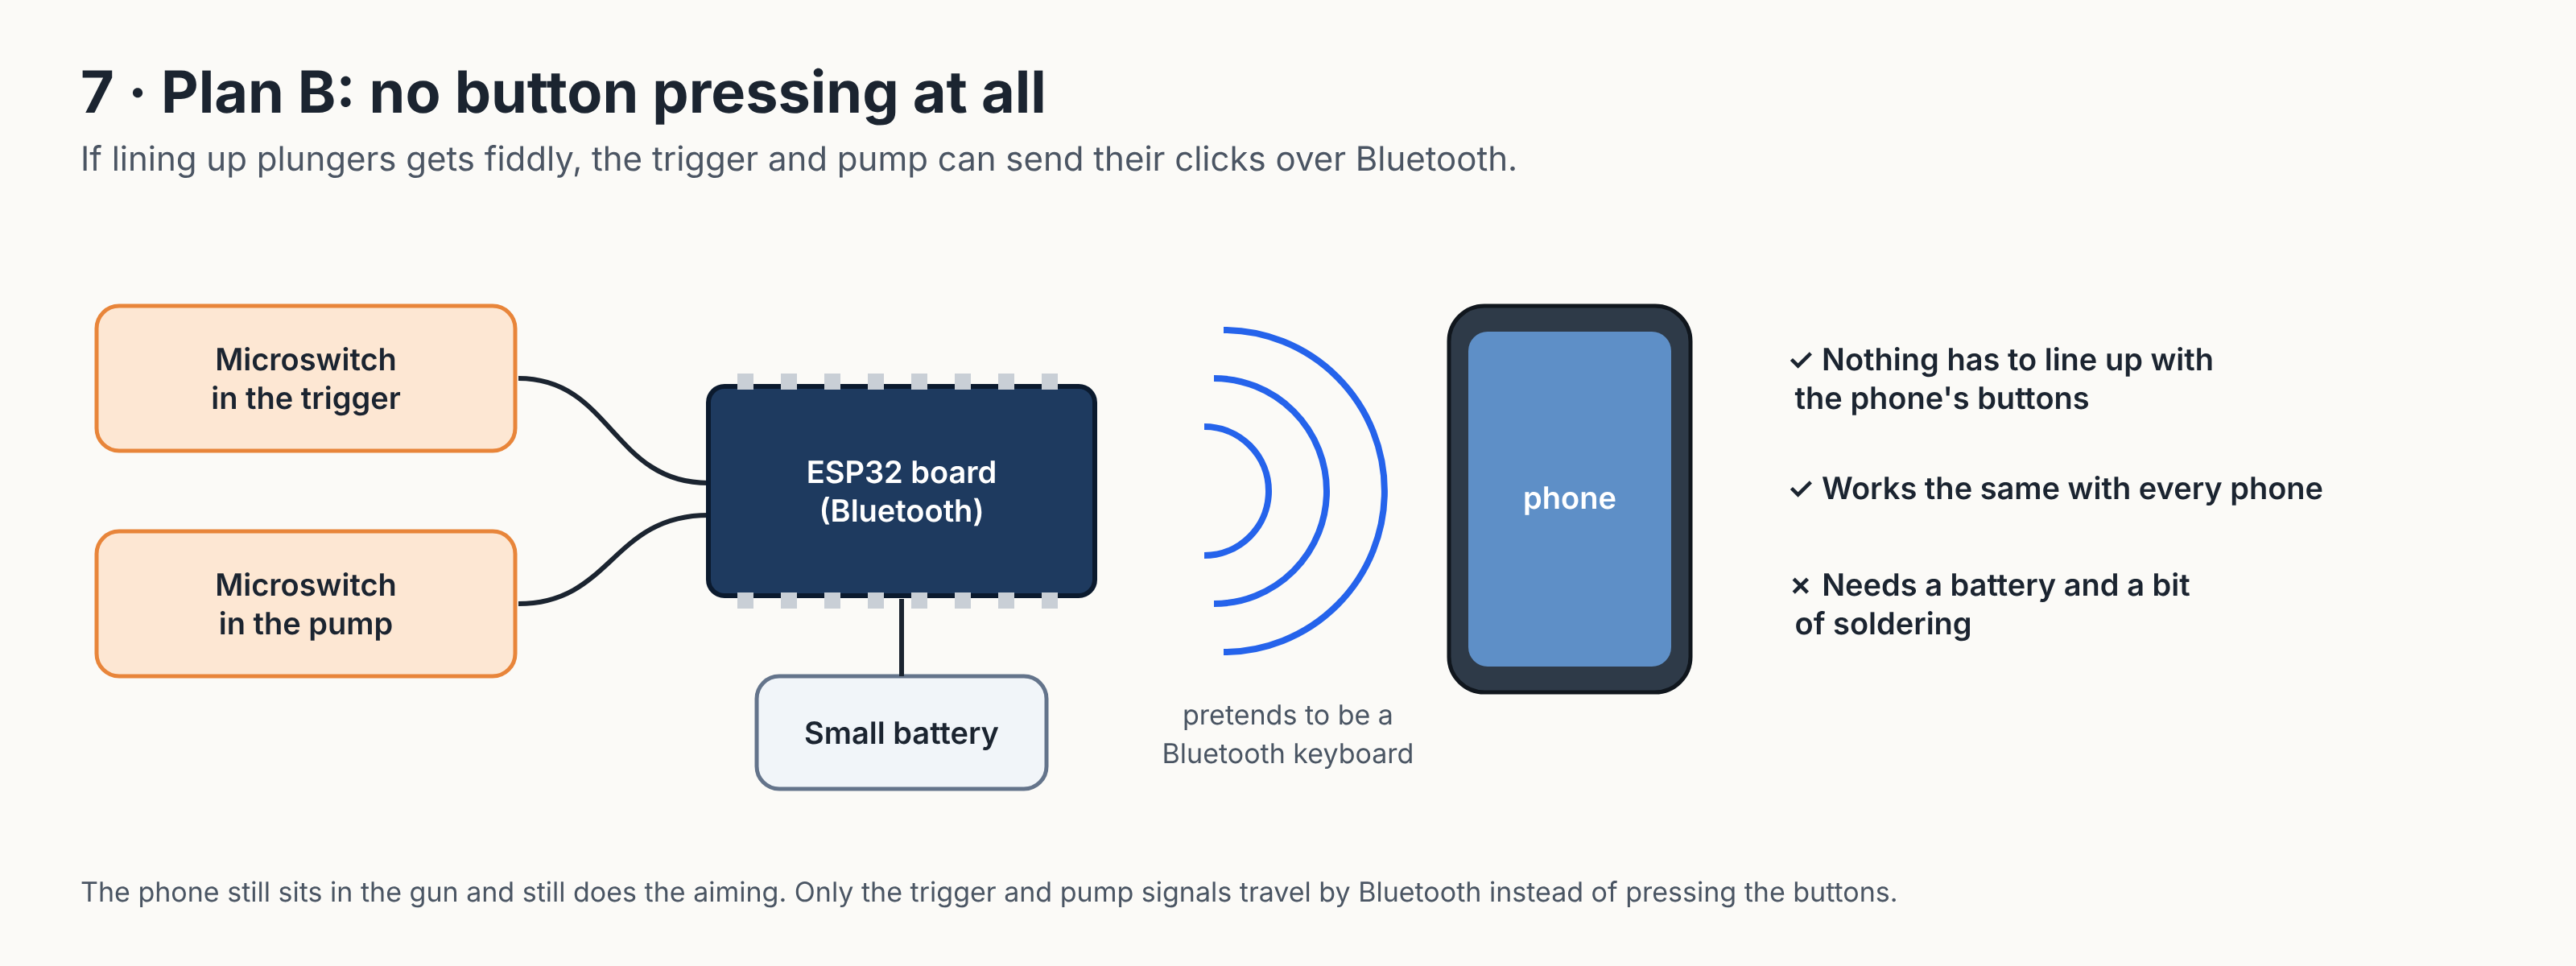 7 · Plan B: no button pressing at all
If lining up plungers gets fiddly, the trigger and pump can send their clicks over Bluetooth.
Microswitch
in the trigger
Microswitch
in the pump
ESP32 board
(Bluetooth)
Small battery
pretends to be a
Bluetooth keyboard
phone
✓ Nothing has to line up with
the phone's buttons
✓ Works the same with every phone
× Needs a battery and a bit
of soldering
The phone still sits in the gun and still does the aiming. Only the trigger and pump signals travel by Bluetooth instead of pressing the buttons.